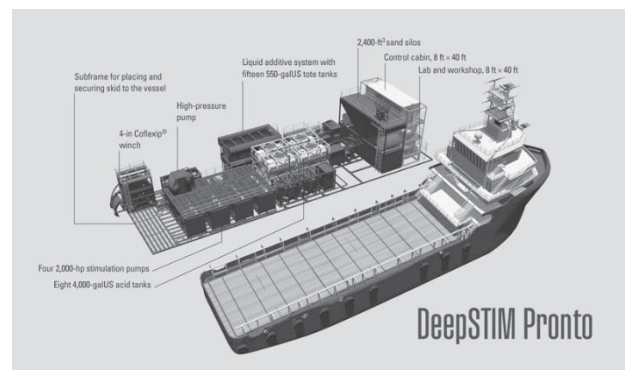 2,400-ft³ sand silos
Liquid additive system with
fifteen 550-galUS tote tanks
Control cabin, 8 ft × 40 ft
Lab and workshop, 8 ft × 40 ft
Subframe for placing and
securing skid to the vessel
High-pressure
pump
4-in Coflexip®
winch
Four 2,000-hp stimulation pumps
Eight 4,000-galUS acid tanks
DeepSTIM Pronto